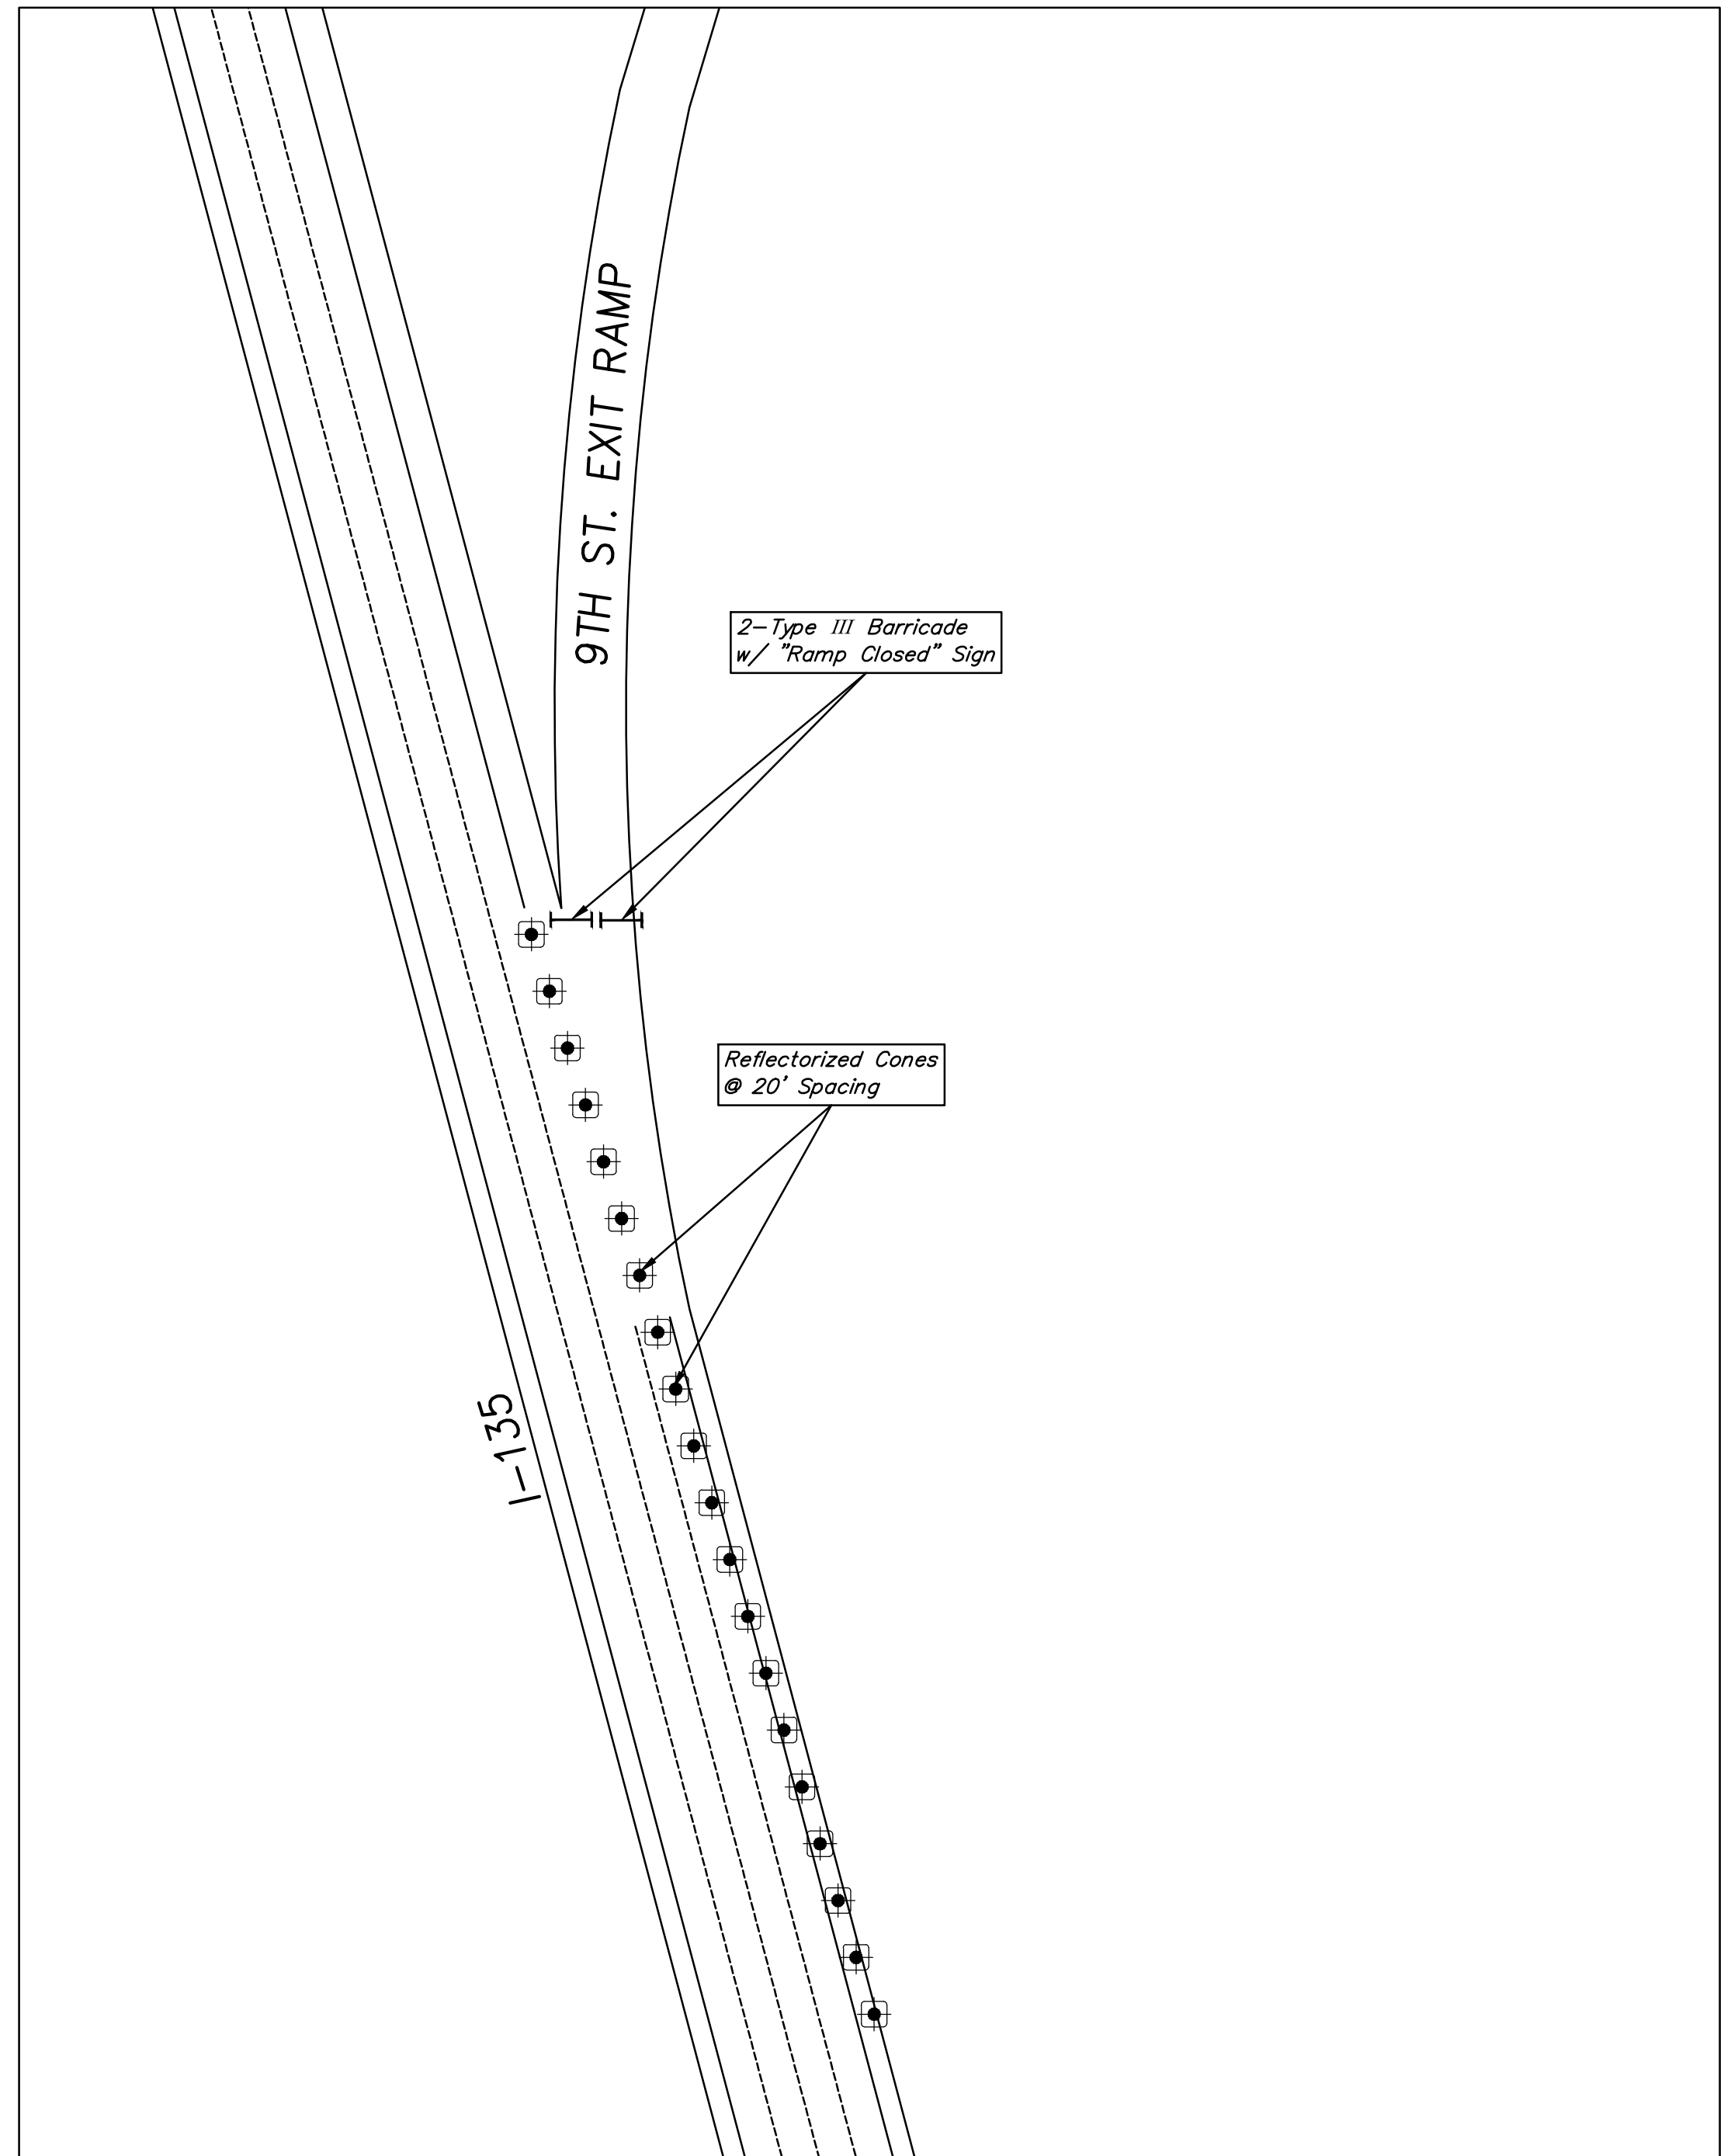 9TH ST. EXIT RAMP
2-Type III Barricade
w/ "Ramp Closed" Sign
Reflectorized Cones
@ 20' Spacing
I-135